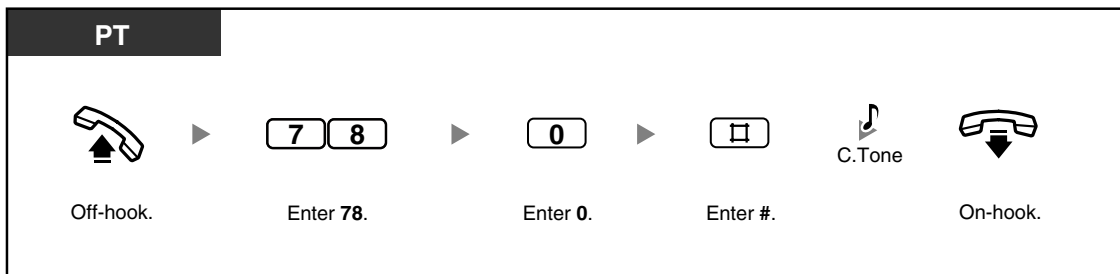 PT
7 8 0 #
C.Tone
Off-hook. Enter 78. Enter 0. Enter #. On-hook.